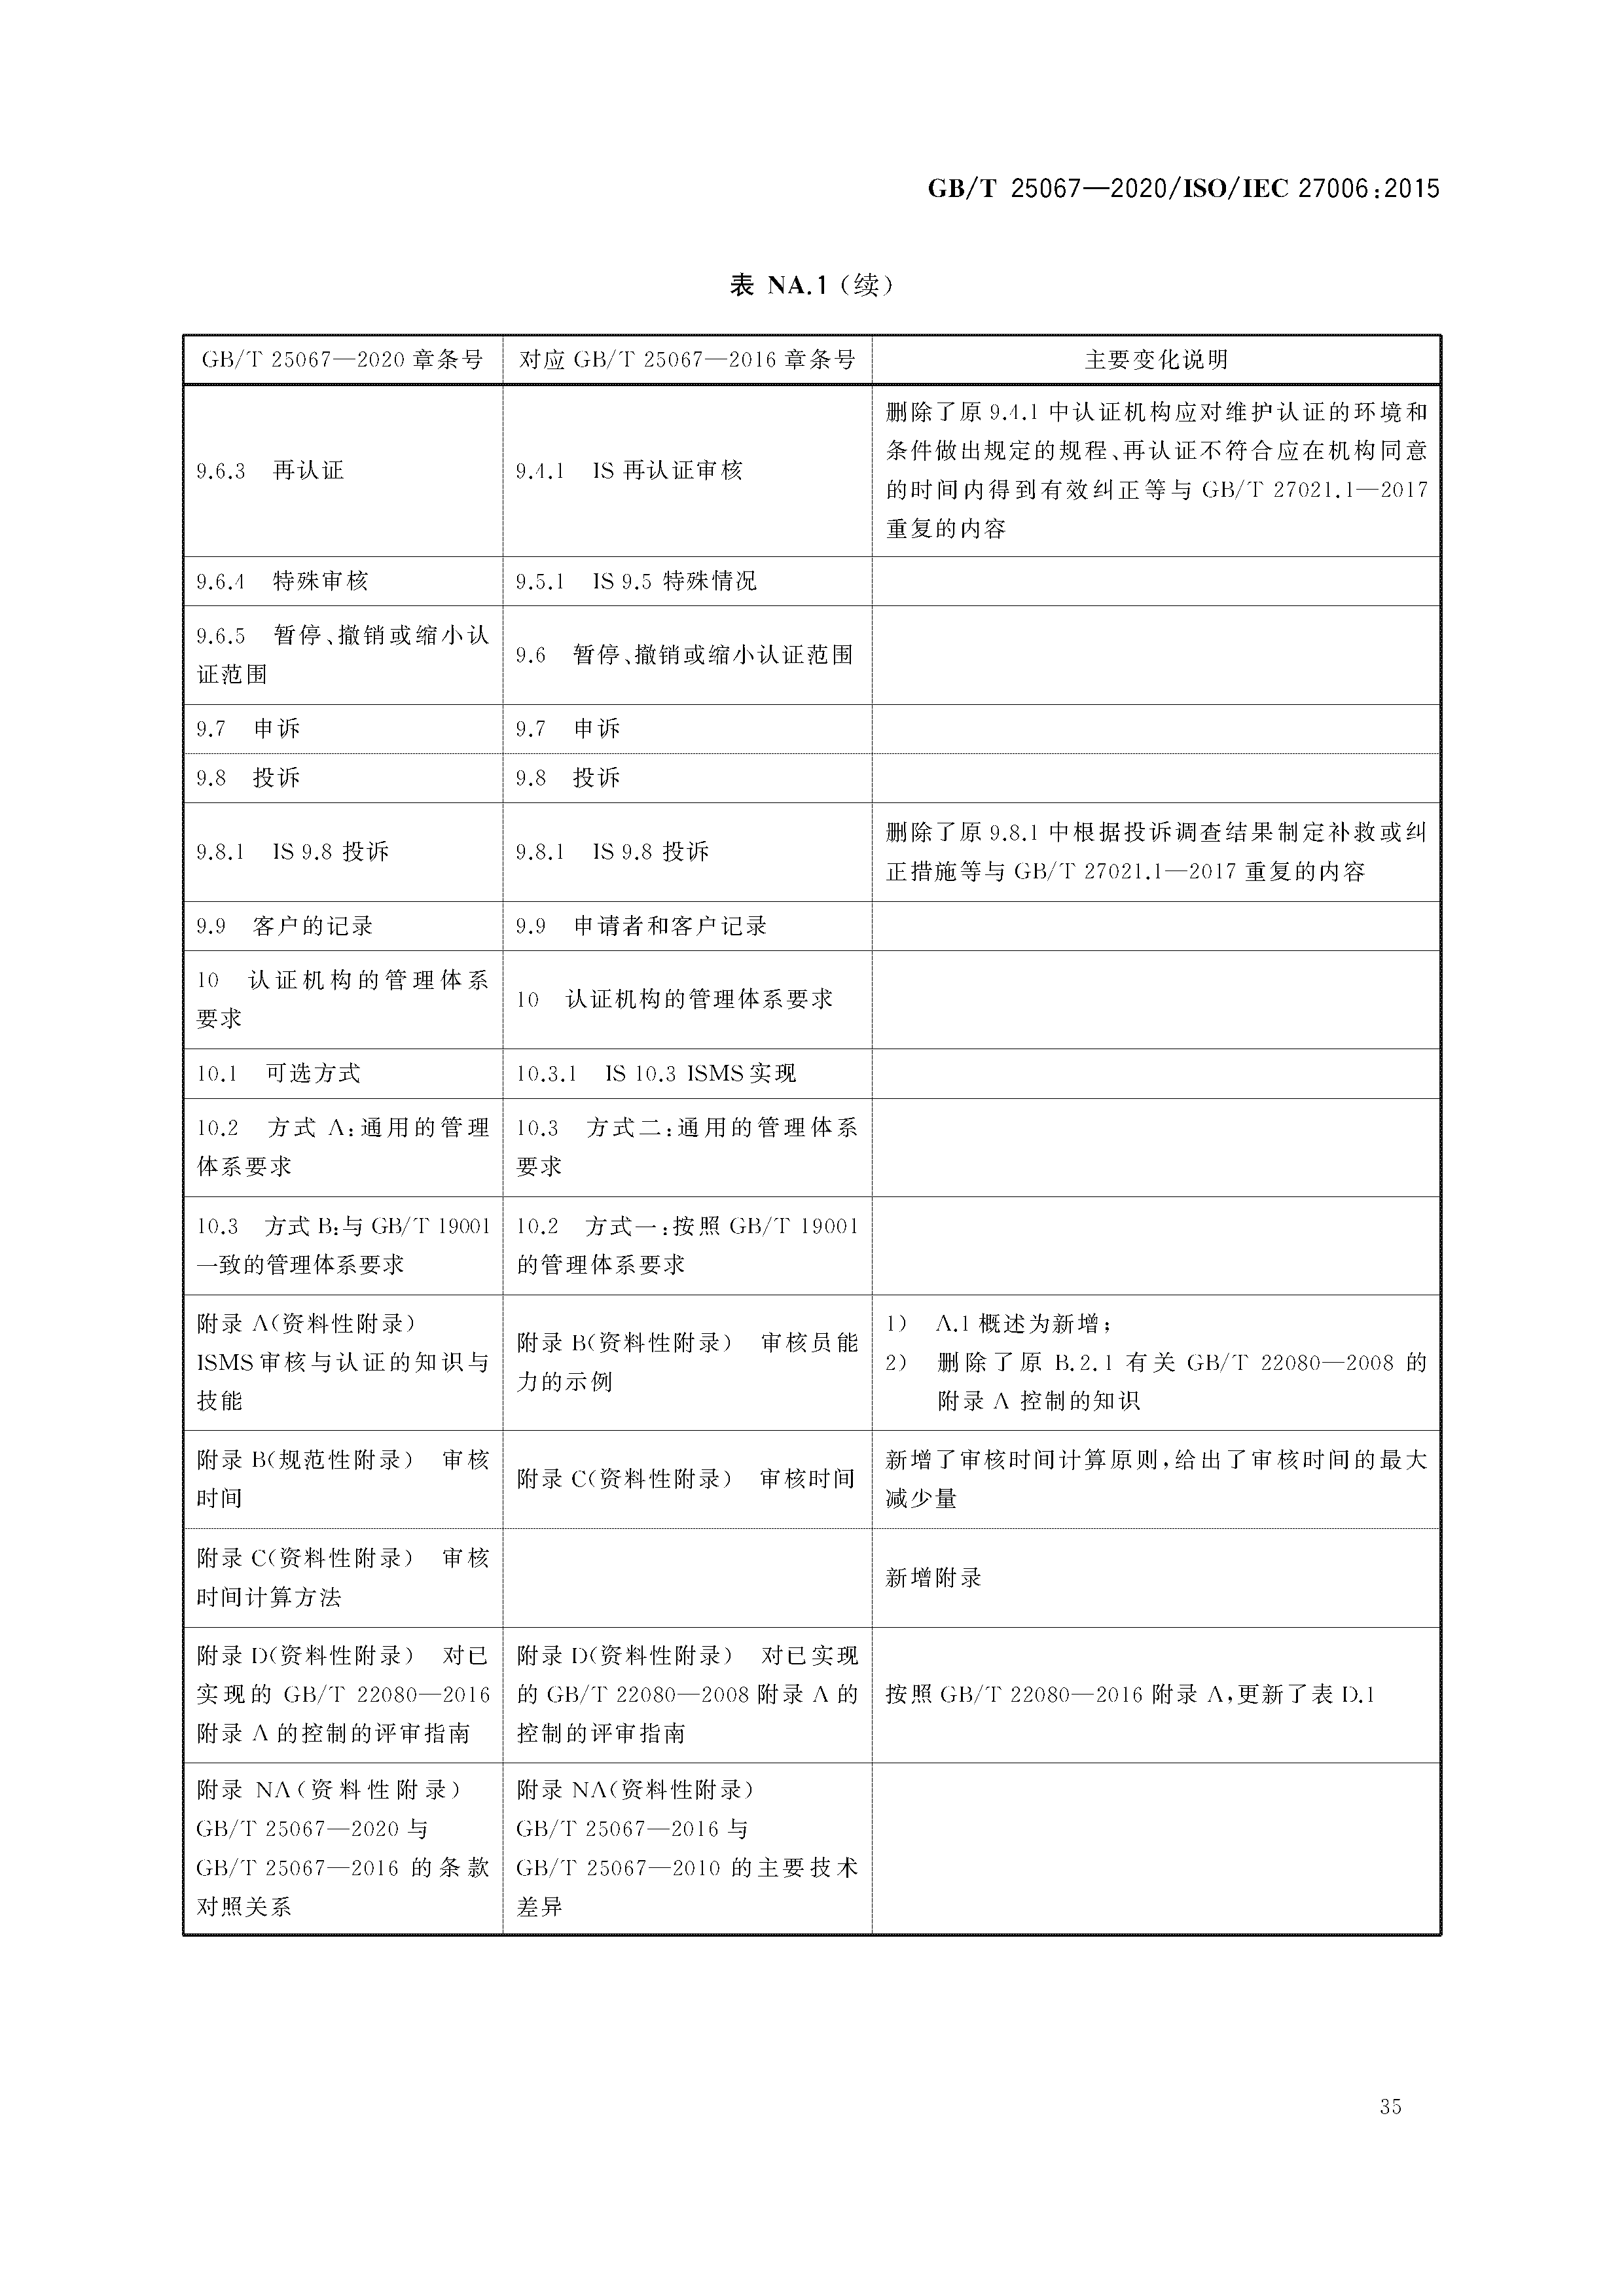 GB/T 25067—2020/ISO/IEC 27006:2015
表 NA.1（续）
GB/T 25067—2020 章条号
对应 GB/T 25067—2016 章条号
主要变化说明
9.6.3 再认证
9.4.1 IS 再认证审核
删除了原 9.4.1 中认证机构应对维护认证的环境和
条件做出规定的规程、再认证不符合应在机构同意
的时间内得到有效纠正等与 GB/T 27021.1—2017
重复的内容
9.6.4 特殊审核
9.5.1 IS 9.5 特殊情况
9.6.5 暂停、撤销或缩小认
证范围
9.6 暂停、撤销或缩小认证范围
9.7 申诉
9.7 申诉
9.8 投诉
9.8 投诉
9.8.1 IS 9.8 投诉
9.8.1 IS 9.8 投诉
删除了原 9.8.1 中根据投诉调查结果制定补救或纠
正措施等与 GB/T 27021.1—2017 重复的内容
9.9 客户的记录
9.9 申请者和客户记录
10 认证机构的管理体系
要求
10 认证机构的管理体系要求
10.1 可选方式
10.3.1 IS 10.3 ISMS 实现
10.2 方式 A:通用的管理
体系要求
10.3 方式二:通用的管理体系
要求
10.3 方式 B:与 GB/T 19001
一致的管理体系要求
10.2 方式一:按照 GB/T 19001
的管理体系要求
附录 A(资料性附录)
ISMS 审核与认证的知识与
技能
附录 B(资料性附录) 审核员能
力的示例
1) A.1 概述为新增;
2) 删除了原 B.2.1 有关 GB/T 22080—2008 的
附录 A 控制的知识
附录 B(规范性附录) 审核
时间
附录 C(资料性附录) 审核时间
新增了审核时间计算原则,给出了审核时间的最大
减少量
附录 C(资料性附录) 审核
时间计算方法
新增附录
附录 D(资料性附录) 对已
实现的 GB/T 22080—2016
附录 A 的控制的评审指南
附录 D(资料性附录) 对已实现
的 GB/T 22080—2008 附录 A 的
控制的评审指南
按照 GB/T 22080—2016 附录 A,更新了表 D.1
附录 NA(资料性附录)
GB/T 25067—2020 与
GB/T 25067—2016 的条款
对照关系
附录 NA(资料性附录)
GB/T 25067—2016 与
GB/T 25067—2010 的主要技术
差异
35